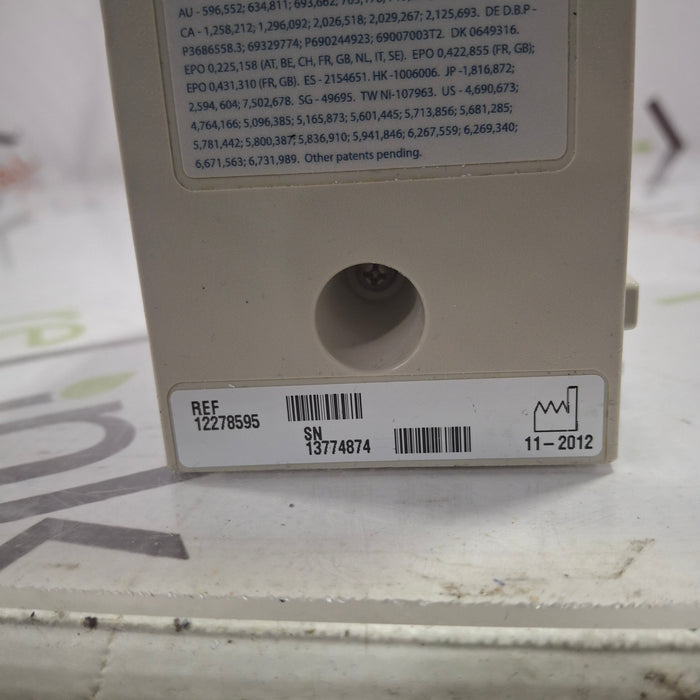 AU - 596,552; 634,811; 693,662;
CA - 1,258,212; 1,296,092; 2,026,518; 2,029,267; 2,125,693. DE D.B.P -
P3686558.3; 69329774; P690244923; 69007003T2. DK 0649316.
EPO 0,225,158 (AT, BE, CH, FR, GB, NL, IT, SE). EPO 0,422,855 (FR, GB);
EPO 0,431,310 (FR, GB). ES - 2154651. HK -1006006. JP -1,816,872;
2,594, 604; 7,502,678. SG - 49695. TW NI-107963. US - 4,690,673;
4,764,166; 5,096,385; 5,165,873; 5,601,445; 5,713,856; 5,681,285;
5,781,442; 5,800,387; 5,836,910; 5,941,846; 6,267,559; 6,269,340;
6,671,563; 6,731,989. Other patents pending.
REF
12278595
SN
13774874
11-2012